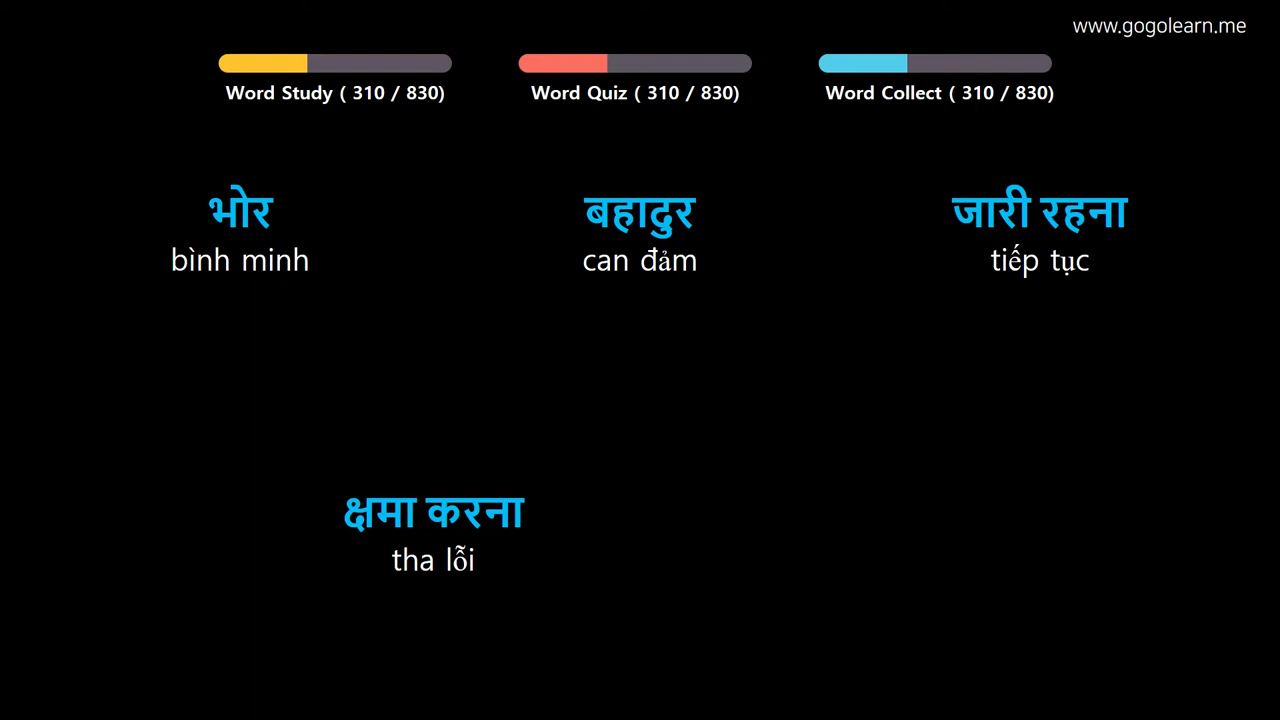 www.gogolearn.me
Word Study ( 310 / 830)
Word Quiz ( 310 / 830)
Word Collect ( 310 / 830)
भोर
bình minh
बहादुर
can đảm
जारी रहना
tiếp tục
क्षमा करना
tha lỗi